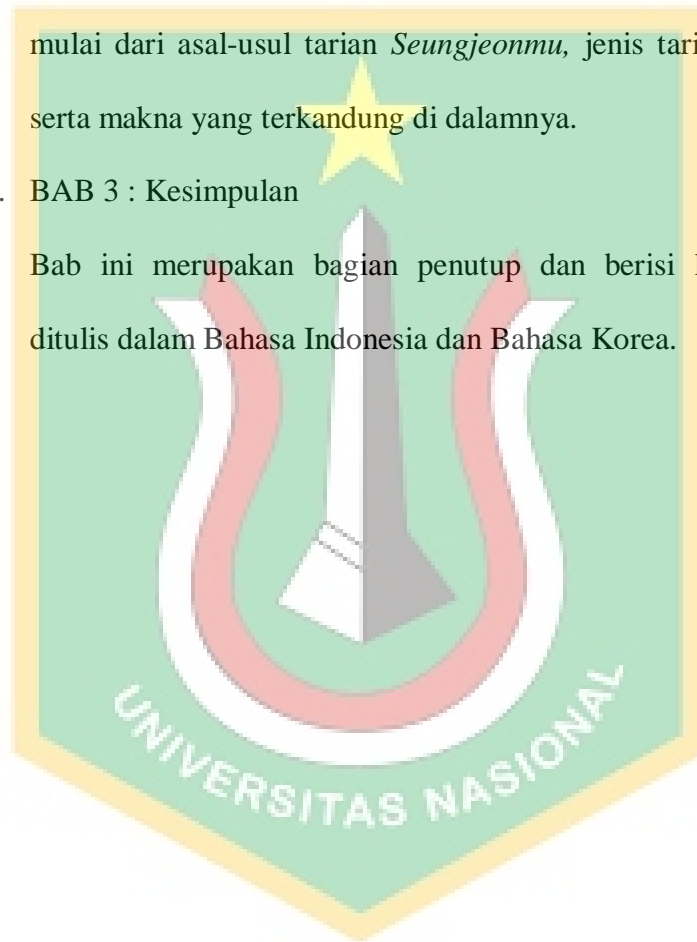 mulai dari asal-usul tarian Seungjeonmu, jenis
serta makna yang terkandung di dalamnya.
. BAB 3 : Kesimpulan
Bab ini merupakan bagian penutup dan berisi
ditulis dalam Bahasa Indonesia dan Bahasa Korea.
UNIVERSITAS NASIONAL